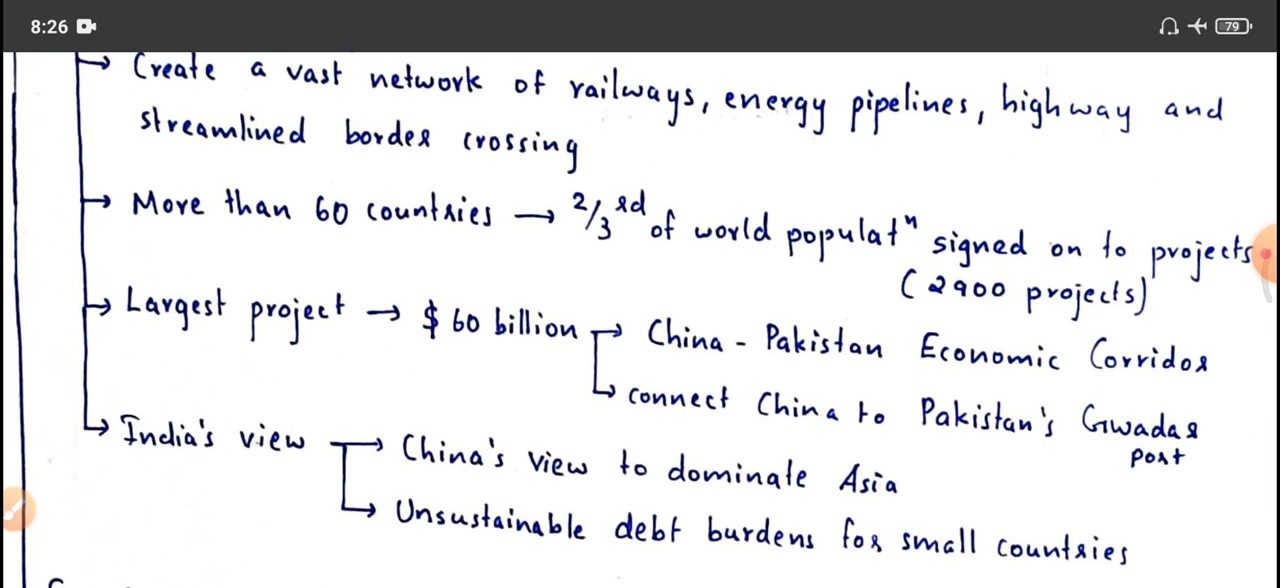 8:26 79
Create a vast network of railways, energy pipelines, highway and
streamlined border crossing
More than 60 countries → 2/3rd of world populatⁿ signed on to projects
(2900 projects)
Largest project → $ 60 billion → China - Pakistan Economic Corridor
→ connect China to Pakistan's Gwadar
port
India's view → China's view to dominate Asia
→ Unsustainable debt burdens for small countries